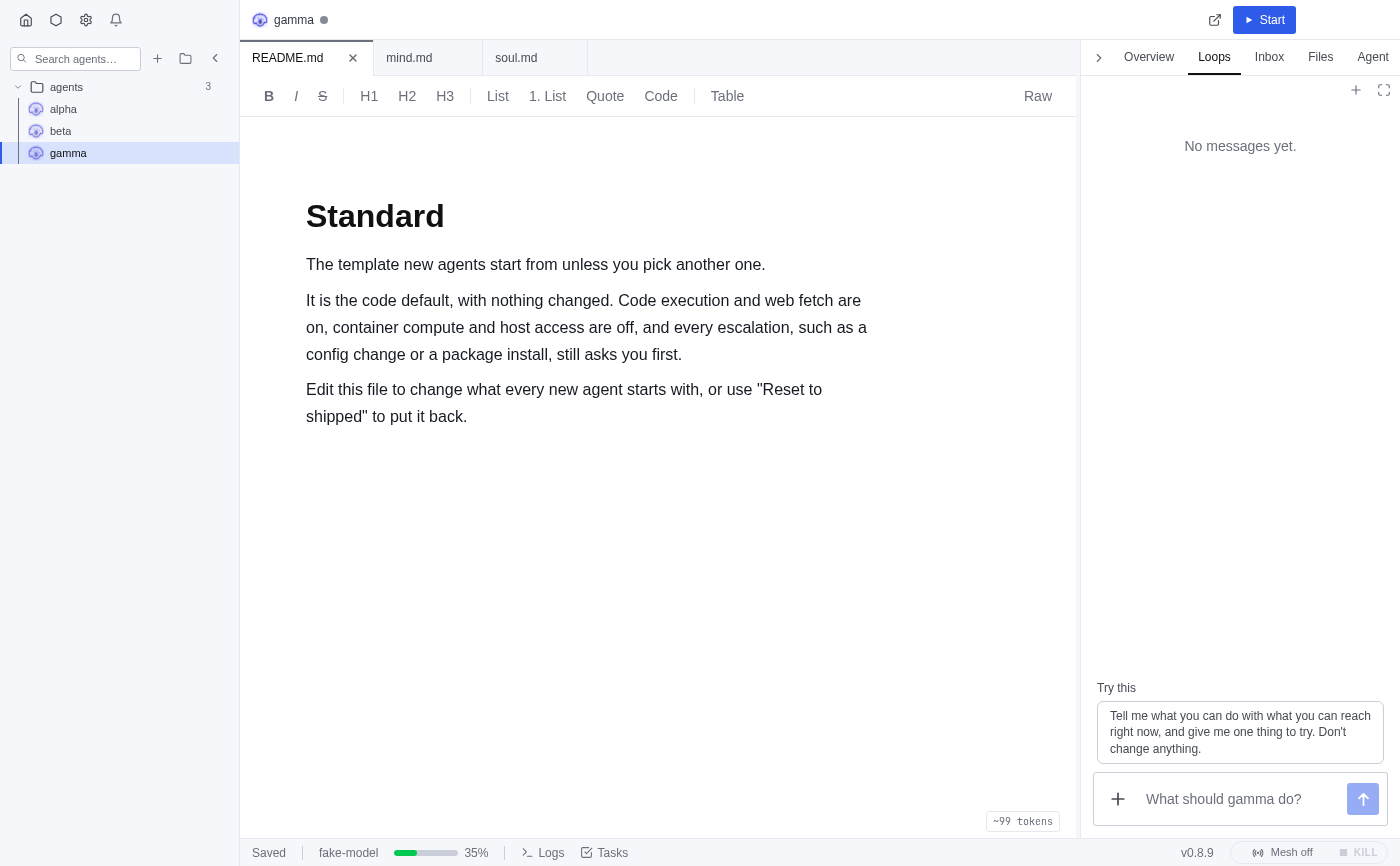 gamma
Start
Search agents…
agents
3
alpha
beta
gamma
README.md
mind.md
soul.md
B
I
S
H1
H2
H3
List
1. List
Quote
Code
Table
Raw
Standard
The template new agents start from unless you pick another one.
It is the code default, with nothing changed. Code execution and web fetch are
on, container compute and host access are off, and every escalation, such as a
config change or a package install, still asks you first.
Edit this file to change what every new agent starts with, or use "Reset to
shipped" to put it back.
~99 tokens
Overview
Loops
Inbox
Files
Agent
No messages yet.
Try this
Tell me what you can do with what you can reach
right now, and give me one thing to try. Don't
change anything.
What should gamma do?
Saved
fake-model
35%
Logs
Tasks
v0.8.9
Mesh off
KILL